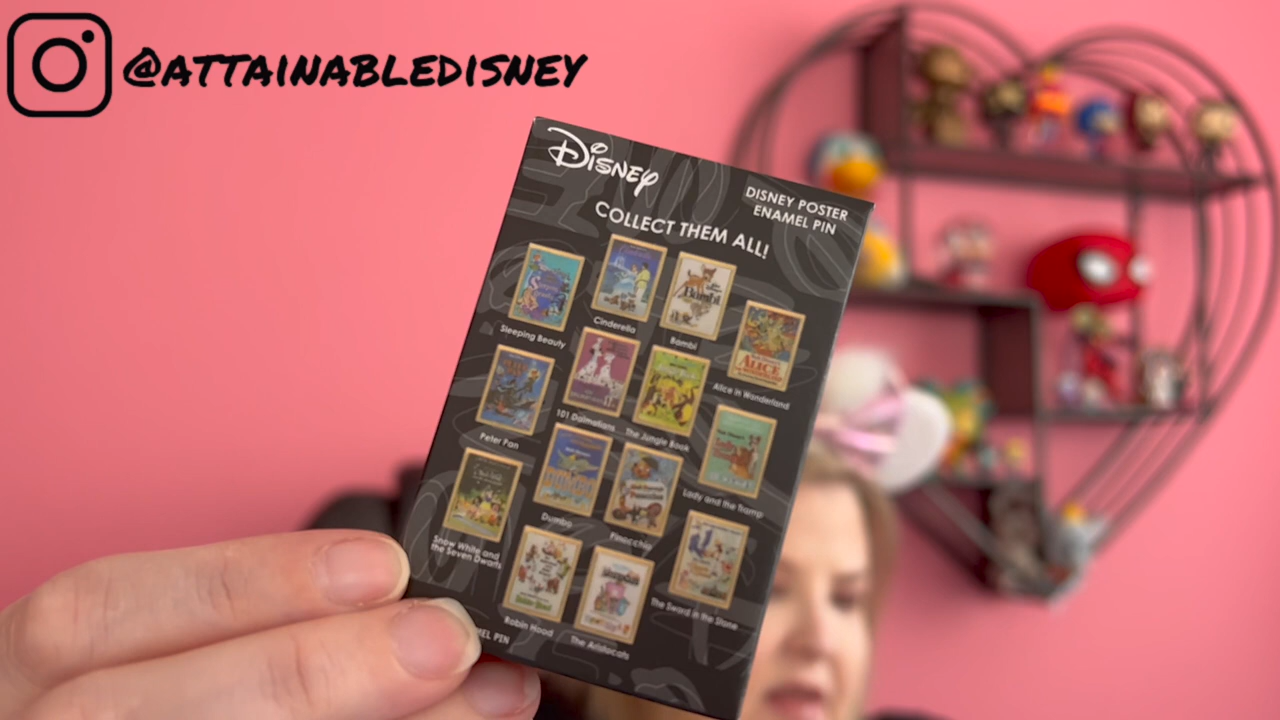 @ATTAINABLEDISNEY
Disney
DISNEY POSTER
ENAMEL PIN
COLLECT THEM ALL!
Sleeping Beauty
Cinderella
Bambi
Alice in Wonderland
Peter Pan
101 Dalmatians
The Jungle Book
Lady and the Tramp
Snow White and
the Seven Dwarfs
Dumbo
Pinocchio
The Sword in the Stone
Robin Hood
The Aristocats
PIN